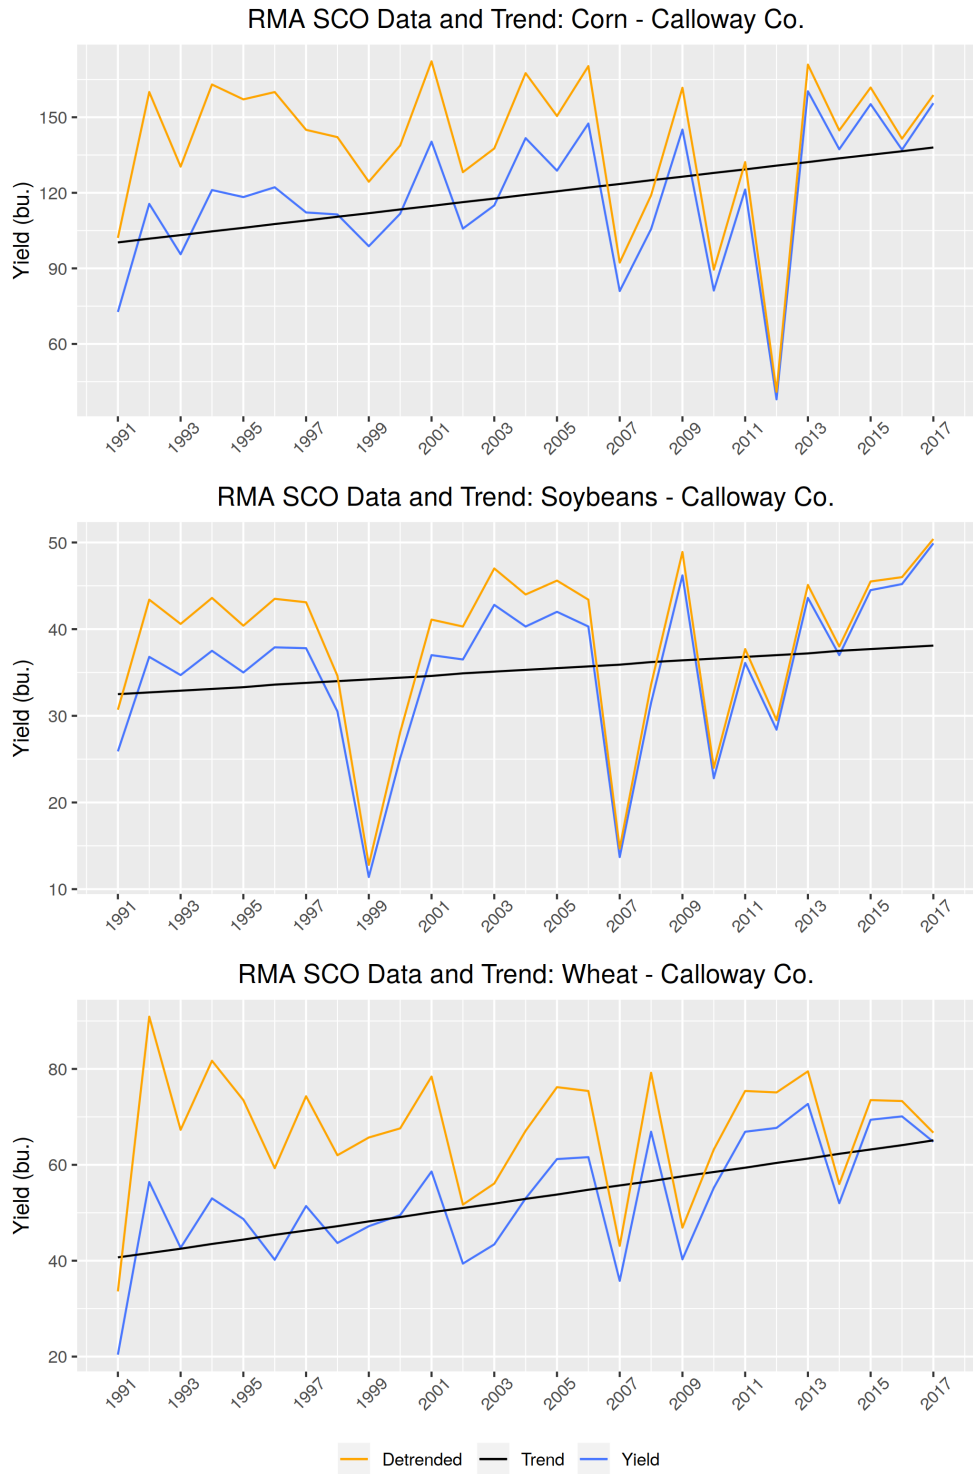 RMA SCO Data and Trend: Corn - Calloway Co.
Yield (bu.)
150
120
90
60
1991 1993 1995 1997 1999 2001 2003 2005 2007 2009 2011 2013 2015 2017
RMA SCO Data and Trend: Soybeans - Calloway Co.
Yield (bu.)
50
40
30
20
10
1991 1993 1995 1997 1999 2001 2003 2005 2007 2009 2011 2013 2015 2017
RMA SCO Data and Trend: Wheat - Calloway Co.
Yield (bu.)
80
60
40
20
1991 1993 1995 1997 1999 2001 2003 2005 2007 2009 2011 2013 2015 2017
Detrended Trend Yield